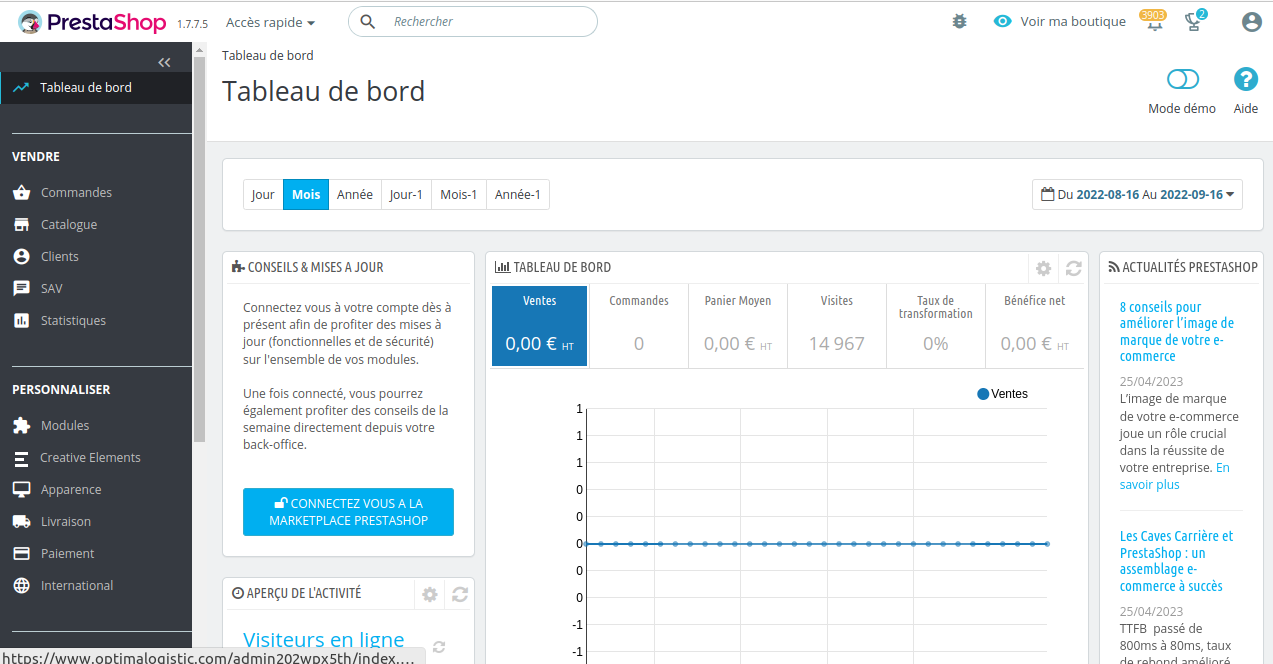 PrestaShop 1.7.7.5 Accès rapide Rechercher Voir ma boutique 3903 2
Tableau de bord
VENDRE
Commandes
Catalogue
Clients
SAV
Statistiques
PERSONNALISER
Modules
Creative Elements
Apparence
Livraison
Paiement
International
https://www.optimalogistic.com/admin202wpx5th/index....
Tableau de bord
Tableau de bord
Mode démo
Aide
Jour Mois Année Jour-1 Mois-1 Année-1
Du 2022-08-16 Au 2022-09-16
CONSEILS & MISES A JOUR
Connectez vous à votre compte dès à
présent afin de profiter des mises à
jour (fonctionnelles et de sécurité)
sur l'ensemble de vos modules.
Une fois connecté, vous pourrez
également profiter des conseils de la
semaine directement depuis votre
back-office.
CONNECTEZ VOUS A LA
MARKETPLACE PRESTASHOP
APERÇU DE L'ACTIVITÉ
Visiteurs en ligne
TABLEAU DE BORD
Ventes
0,00 € HT
Commandes
0
Panier Moyen
0,00 € HT
Visites
14 967
Taux de
transformation
0%
Bénéfice net
0,00 € HT
Ventes
1
1
1
0
0
0
0
0
-1
-1
ACTUALITÉS PRESTASHOP
8 conseils pour
améliorer l’image de
marque de votre e-
commerce
25/04/2023
L’image de marque
de votre e-commerce
joue un rôle crucial
dans la réussite de
votre entreprise. En
savoir plus
Les Caves Carrière et
PrestaShop : un
assemblage e-
commerce à succès
25/04/2023
TTFB passé de
800ms à 80ms, taux
de rebond amélioré